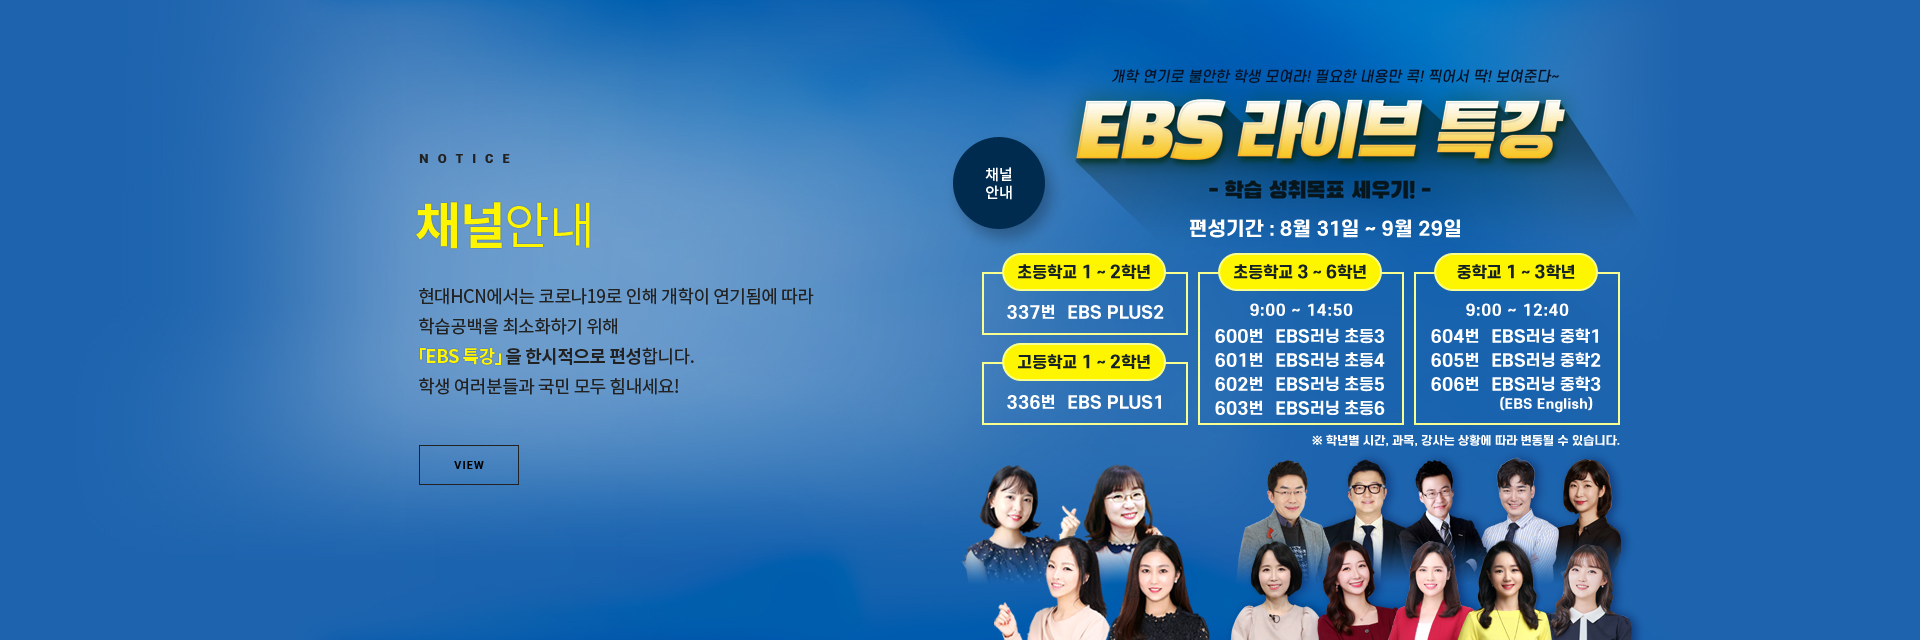 NOTICE
채널안내
현대HCN에서는 코로나19로 인해 개학이 연기됨에 따라
학습공백을 최소화하기 위해
「EBS 특강」을 한시적으로 편성합니다.
학생 여러분들과 국민 모두 힘내세요!
VIEW
채널
안내
개학 연기로 불안한 학생 모여라! 필요한 내용만 콕! 찍어서 딱! 보여준다~
EBS 라이브 특강
- 학습 성취목표 세우기! -
편성기간 : 8월 31일 ~ 9월 29일
초등학교 1 ~ 2학년
337번 EBS PLUS2
고등학교 1 ~ 2학년
336번 EBS PLUS1
초등학교 3 ~ 6학년
9:00 ~ 14:50
600번 EBS러닝 초등3
601번 EBS러닝 초등4
602번 EBS러닝 초등5
603번 EBS러닝 초등6
중학교 1 ~ 3학년
9:00 ~ 12:40
604번 EBS러닝 중학1
605번 EBS러닝 중학2
606번 EBS러닝 중학3
(EBS English)
※ 학년별 시간, 과목, 강사는 상황에 따라 변동될 수 있습니다.